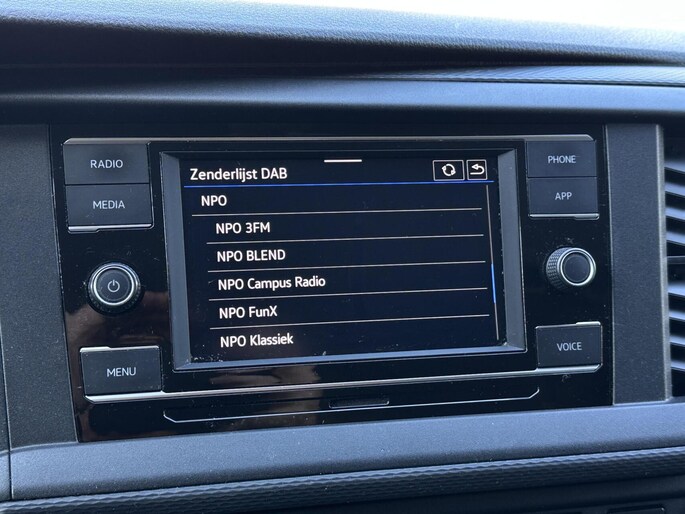 RADIO
MEDIA
MENU
Zenderlijst DAB
NPO
NPO 3FM
NPO BLEND
NPO Campus Radio
NPO FunX
NPO Klassiek
PHONE
APP
VOICE